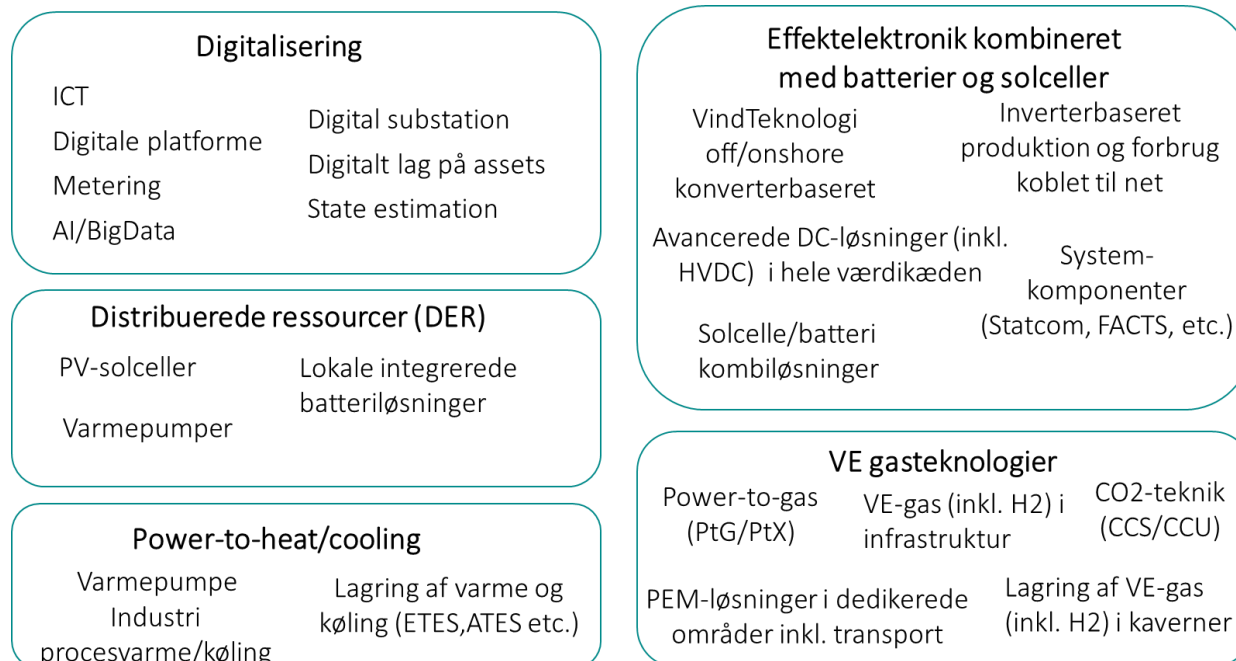 Digitalisering
ICT
Digitale platforme
Metering
AI/BigData
Digital substation
Digitalt lag på assets
State estimation
Distribuerede ressourcer (DER)
PV-solceller
Varmepumper
Lokale integrerede
batteriløsninger
Power-to-heat/cooling
Varmepumpe
Industri
procesvarme/køling
Lagring af varme og
køling (ETES,ATES etc.)
Effektelektronik kombineret
med batterier og solceller
VindTeknologi
off/onshore
konverterbaseret
Inverterbaseret
produktion og forbrug
koblet til net
Avancerede DC-løsninger (inkl.
HVDC) i hele værdikæden
System-
komponenter
(Statcom, FACTS, etc.)
Solcelle/batteri
kombiløsninger
VE gasteknologier
Power-to-gas
(PtG/PtX)
VE-gas (inkl. H2) i
infrastruktur
CO2-teknik
(CCS/CCU)
PEM-løsninger i dedikerede
områder inkl. transport
Lagring af VE-gas
(inkl. H2) i kaverner